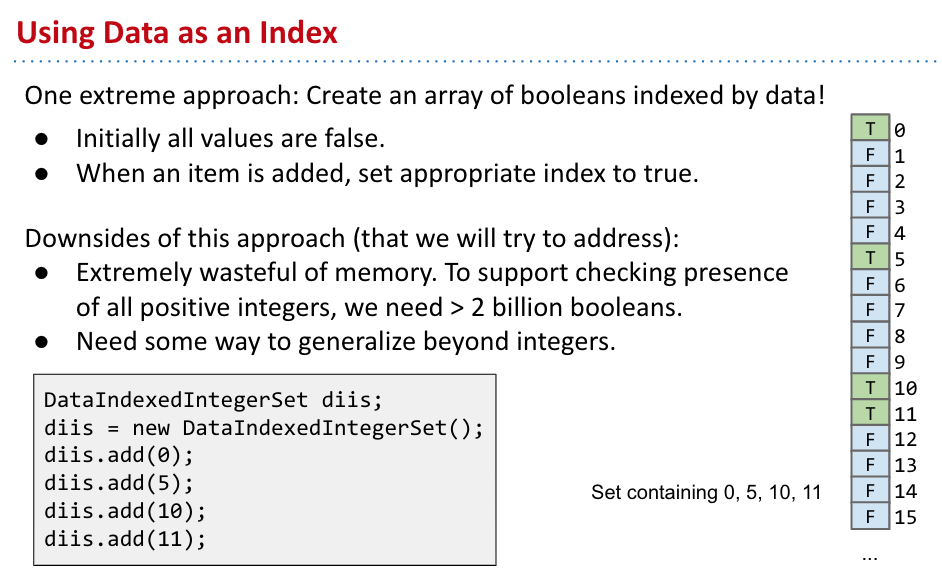 Using Data as an Index
One extreme approach: Create an array of booleans indexed by data!
● Initially all values are false.
● When an item is added, set appropriate index to true.
Downsides of this approach (that we will try to address):
● Extremely wasteful of memory. To support checking presence
of all positive integers, we need > 2 billion booleans.
● Need some way to generalize beyond integers.
DataIndexedIntegerSet diis;
diis = new DataIndexedIntegerSet();
diis.add(0);
diis.add(5);
diis.add(10);
diis.add(11);
Set containing 0, 5, 10, 11
T 0
F 1
F 2
F 3
F 4
T 5
F 6
F 7
F 8
F 9
T 10
T 11
F 12
F 13
F 14
F 15
...